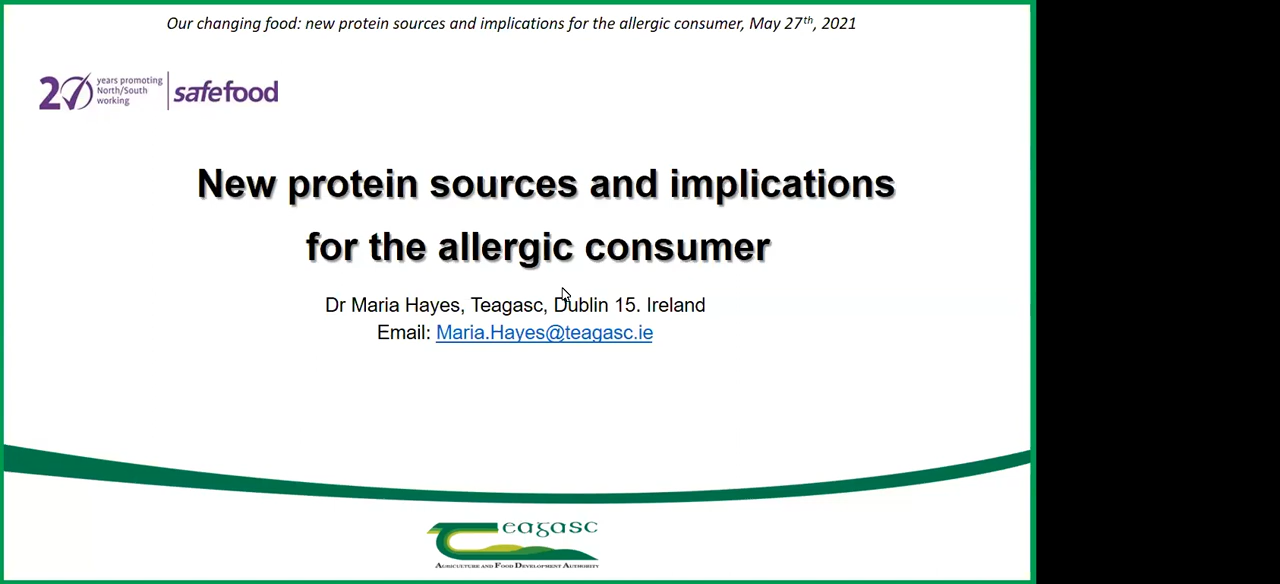 Our changing food: new protein sources and implications for the allergic consumer, May 27th, 2021
20 years promoting
North/South
working
safefood
New protein sources and implications
for the allergic consumer
Dr Maria Hayes, Teagasc, Dublin 15. Ireland
Email: Maria.Hayes@teagasc.ie
Teagasc
AGRICULTURE AND FOOD DEVELOPMENT AUTHORITY